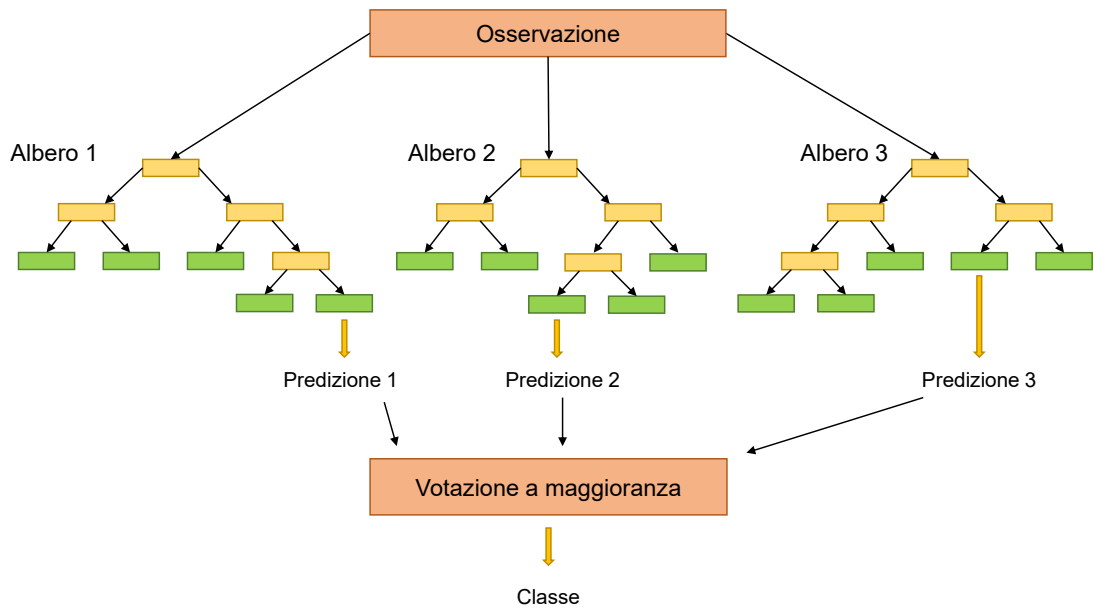 Osservazione
Albero 1
Albero 2
Albero 3
Predizione 1
Predizione 2
Predizione 3
Votazione a maggioranza
Classe